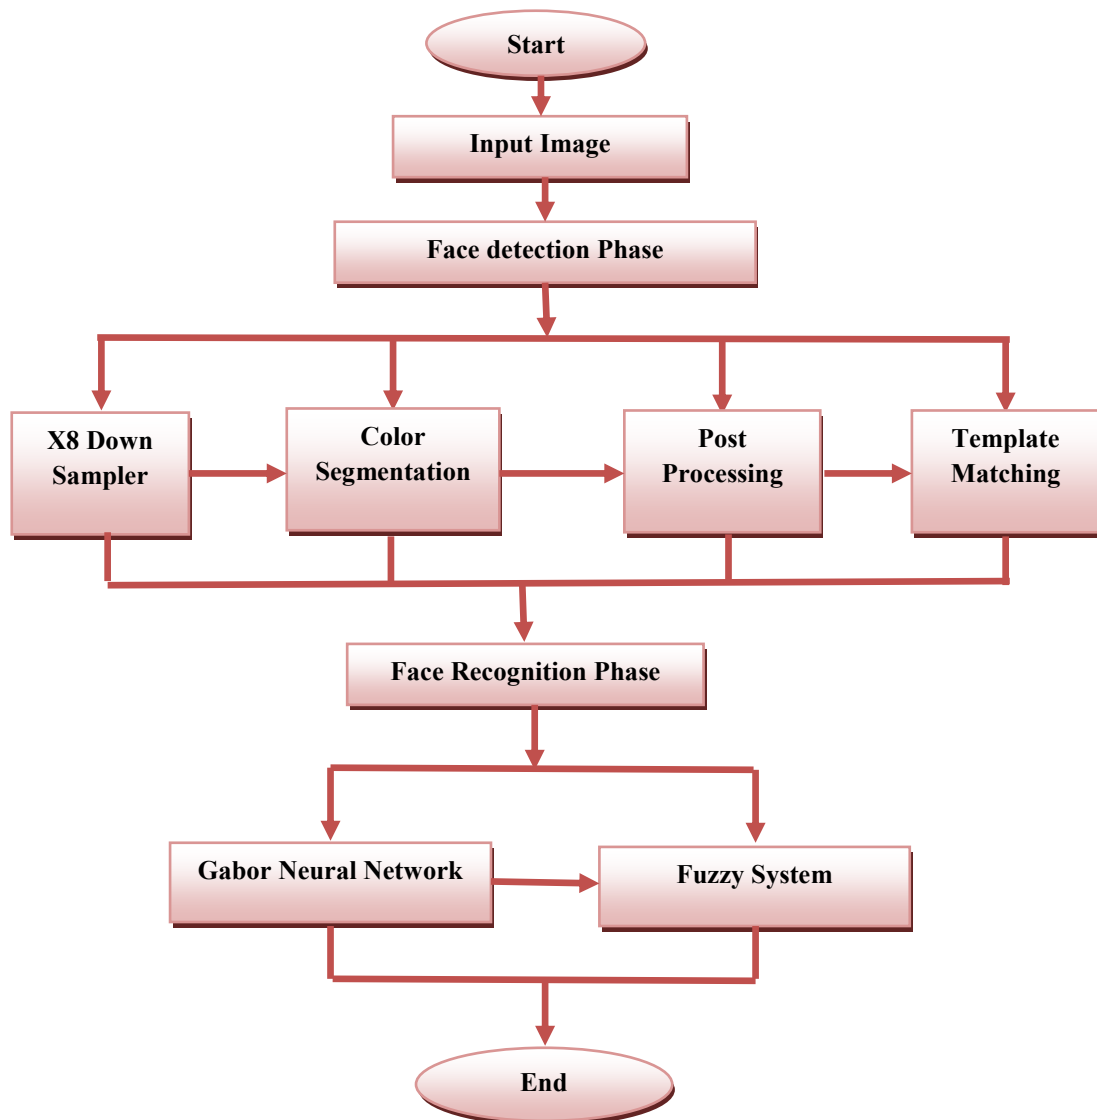 Start
Input Image
Face detection Phase
X8 Down
Sampler
Color
Segmentation
Post
Processing
Template
Matching
Face Recognition Phase
Gabor Neural Network
Fuzzy System
End